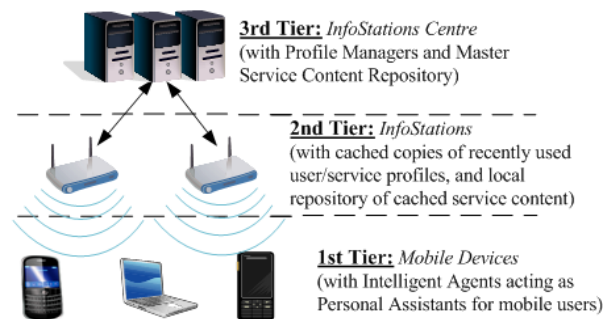 3rd Tier: InfoStations Centre
(with Profile Managers and Master
Service Content Repository)
2nd Tier: InfoStations
(with cached copies of recently used
user/service profiles, and local
repository of cached service content)
1st Tier: Mobile Devices
(with Intelligent Agents acting as
Personal Assistants for mobile users)